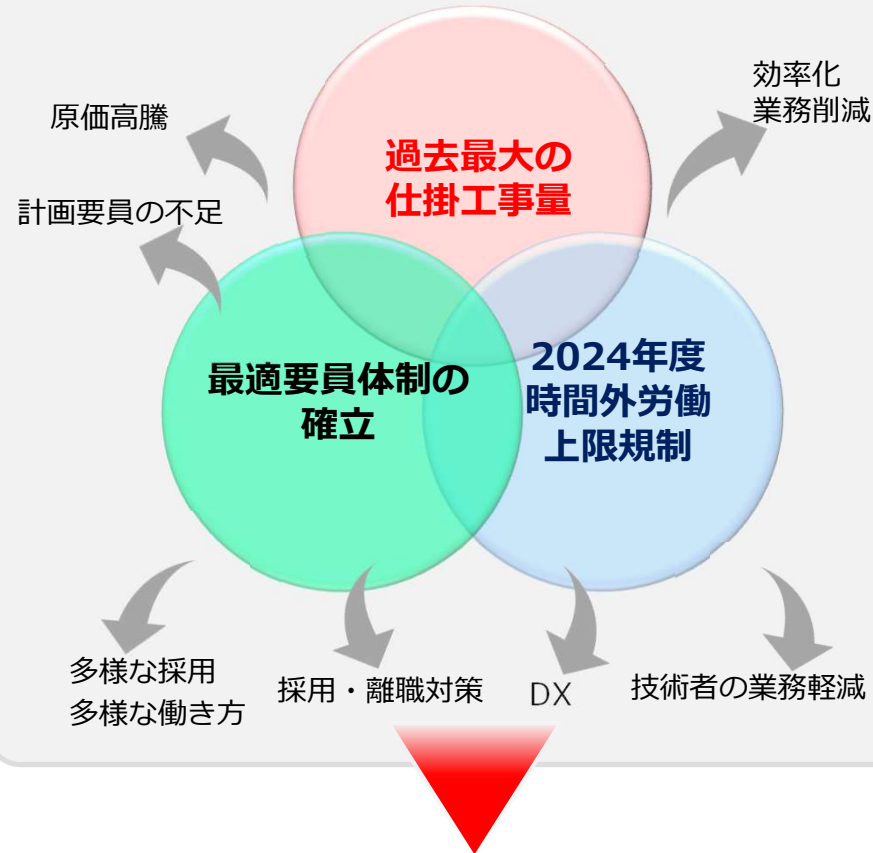 効率化
業務削減
原価高騰
過去最大の
仕掛工事量
計画要員の不足
最適要員体制の
確立
2024年度
時間外労働
上限規制
多様な採用
多様な働き方
採用・離職対策
DX
技術者の業務軽減